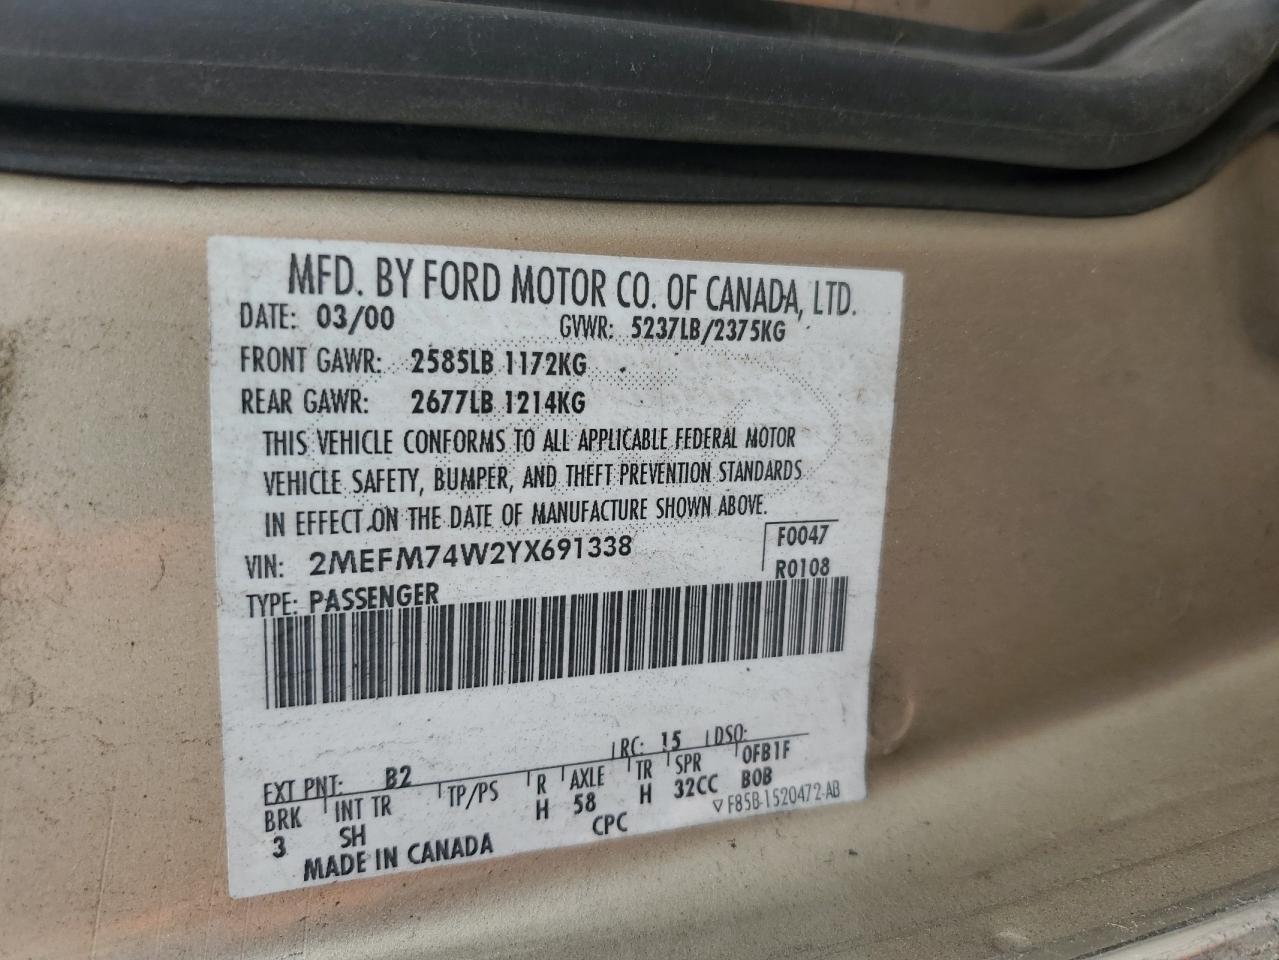 MFD. BY FORD MOTOR CO. OF CANADA, LTD.
DATE: 03/00 GVWR: 5237LB/2375KG
FRONT GAWR: 2585LB 1172KG
REAR GAWR: 2677LB 1214KG
THIS VEHICLE CONFORMS TO ALL APPLICABLE FEDERAL MOTOR
VEHICLE SAFETY, BUMPER, AND THEFT PREVENTION STANDARDS
IN EFFECT ON THE DATE OF MANUFACTURE SHOWN ABOVE.
VIN: 2MEFM74W2YX691338 F0047
TYPE: PASSENGER R0108
EXT PNT: B2 RC: 15 DSO:
BRK INT TR TP/PS R AXLE TR SPR 0FB1F
3 SH H 58 H 32CC B0B
MADE IN CANADA CPC ▽ F85B-1520472-AB